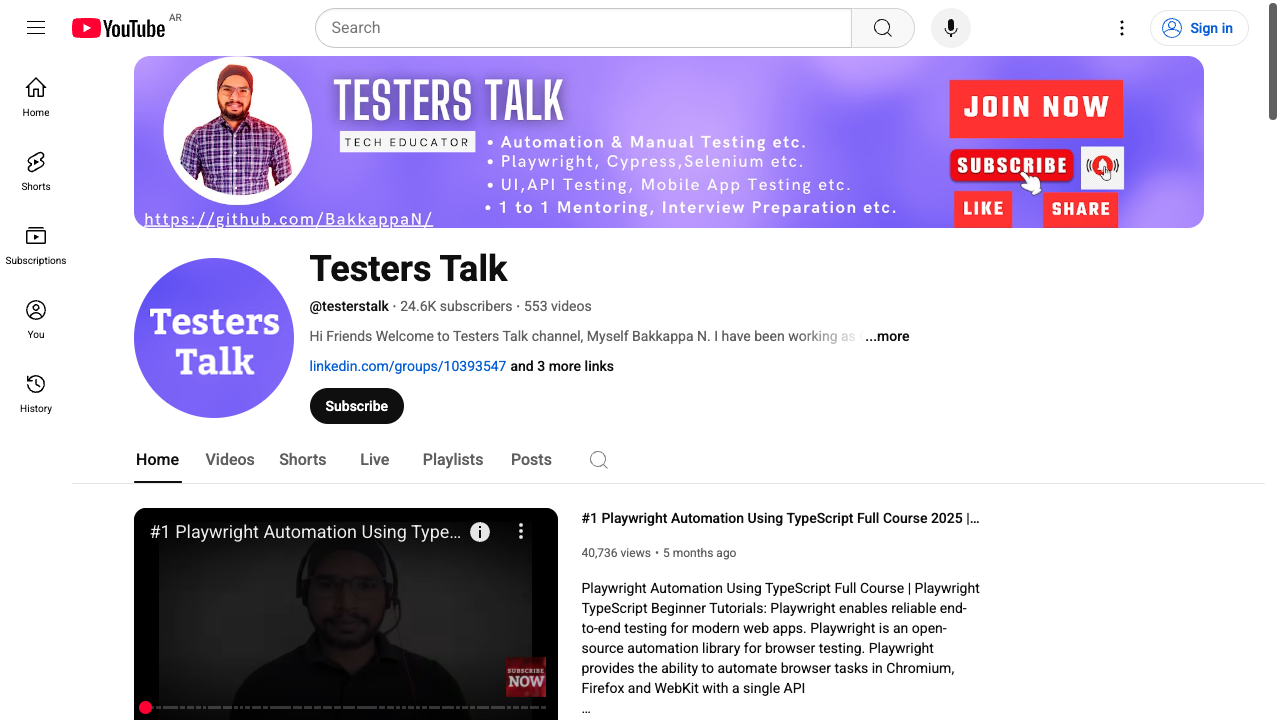 YouTube AR
Search
Sign in
Home
Shorts
Subscriptions
You
History
TESTERS TALK
TECH EDUCATOR
• Automation & Manual Testing etc.
• Playwright, Cypress,Selenium etc.
• UI,API Testing, Mobile App Testing etc.
• 1 to 1 Mentoring, Interview Preparation etc.
https://github.com/BakkappaN/
JOIN NOW
SUBSCRIBE
LIKE
SHARE
Testers
Talk
Testers Talk
@testerstalk · 24.6K subscribers · 553 videos
Hi Friends Welcome to Testers Talk channel, Myself Bakkappa N. I have been working as ...more
linkedin.com/groups/10393547 and 3 more links
Subscribe
Home Videos Shorts Live Playlists Posts
#1 Playwright Automation Using Type...
SUBSCRIBE
NOW
#1 Playwright Automation Using TypeScript Full Course 2025 |...
40,736 views • 5 months ago
Playwright Automation Using TypeScript Full Course | Playwright
TypeScript Beginner Tutorials: Playwright enables reliable end-
to-end testing for modern web apps. Playwright is an open-
source automation library for browser testing. Playwright
provides the ability to automate browser tasks in Chromium,
Firefox and WebKit with a single API
...